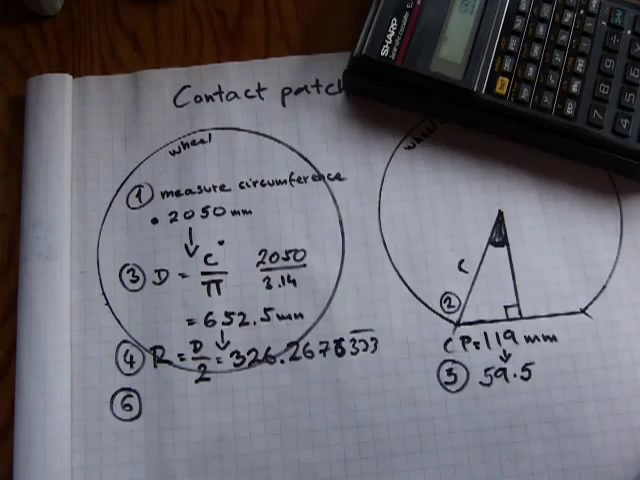 Contact patch
wheel
① measure circumference
• 2050 mm
↓
③ D = C / π 2050 / 3.14
= 652.5 mm
↓
④ R = D / 2 = 326.2678333
⑥
wheel
c
②
CP = 119 mm
↓
⑤ 59.5
SHARP